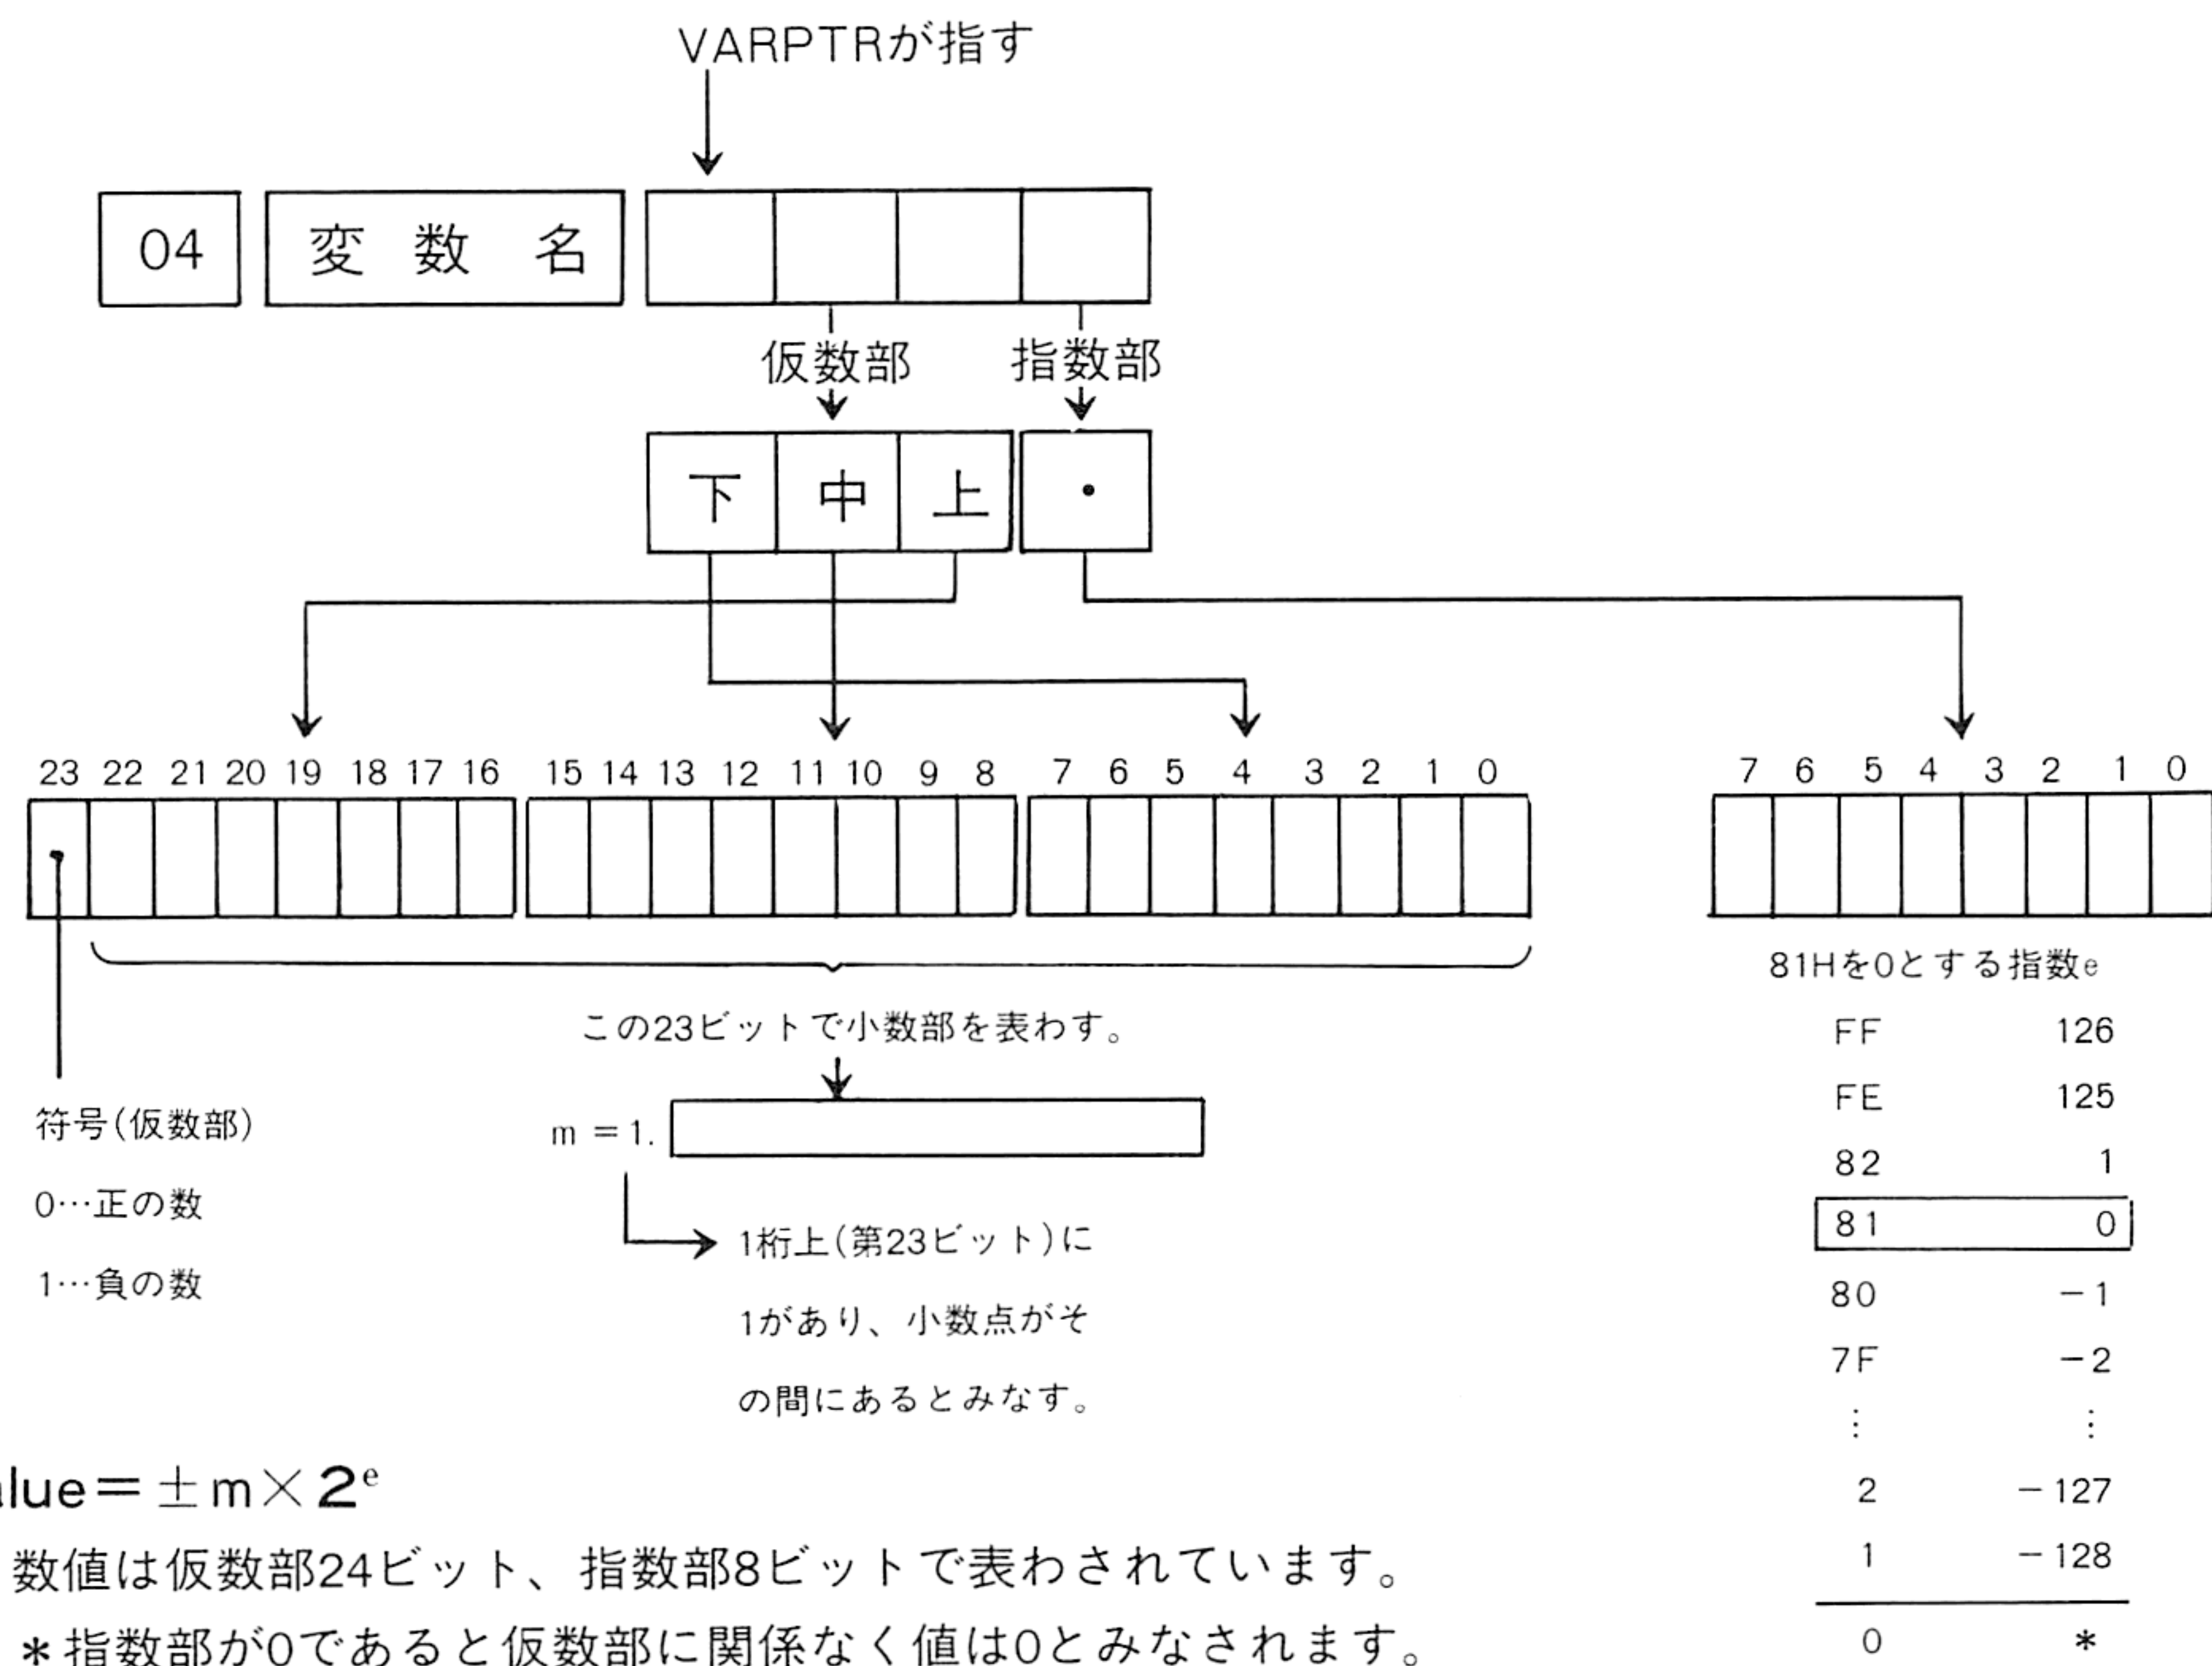 VARPTRが指す
04 変数名
仮数部 指数部
下 中 上 ・
23 22 21 20 19 18 17 16 15 14 13 12 11 10 9 8 7 6 5 4 3 2 1 0
7 6 5 4 3 2 1 0
この23ビットで小数部を表わす。
m=1.
1桁上(第23ビット)に
1があり、小数点がそ
の間にあるとみなす。
符号(仮数部)
0…正の数
1…負の数
81Hを0とする指数e
FF 126
FE 125
82 1
81 0
80 −1
7F −2
⋮ ⋮
2 −127
1 −128
0 *
alue=±m×2e
数値は仮数部24ビット、指数部8ビットで表わされています。
*指数部が0であると仮数部に関係なく値は0とみなされます。